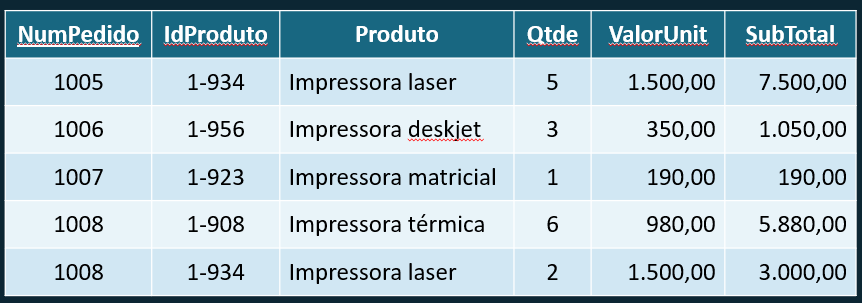 NumPedido IdProduto Produto Qtde ValorUnit SubTotal
1005 1-934 Impressora laser 5 1.500,00 7.500,00
1006 1-956 Impressora deskjet 3 350,00 1.050,00
1007 1-923 Impressora matricial 1 190,00 190,00
1008 1-908 Impressora térmica 6 980,00 5.880,00
1008 1-934 Impressora laser 2 1.500,00 3.000,00